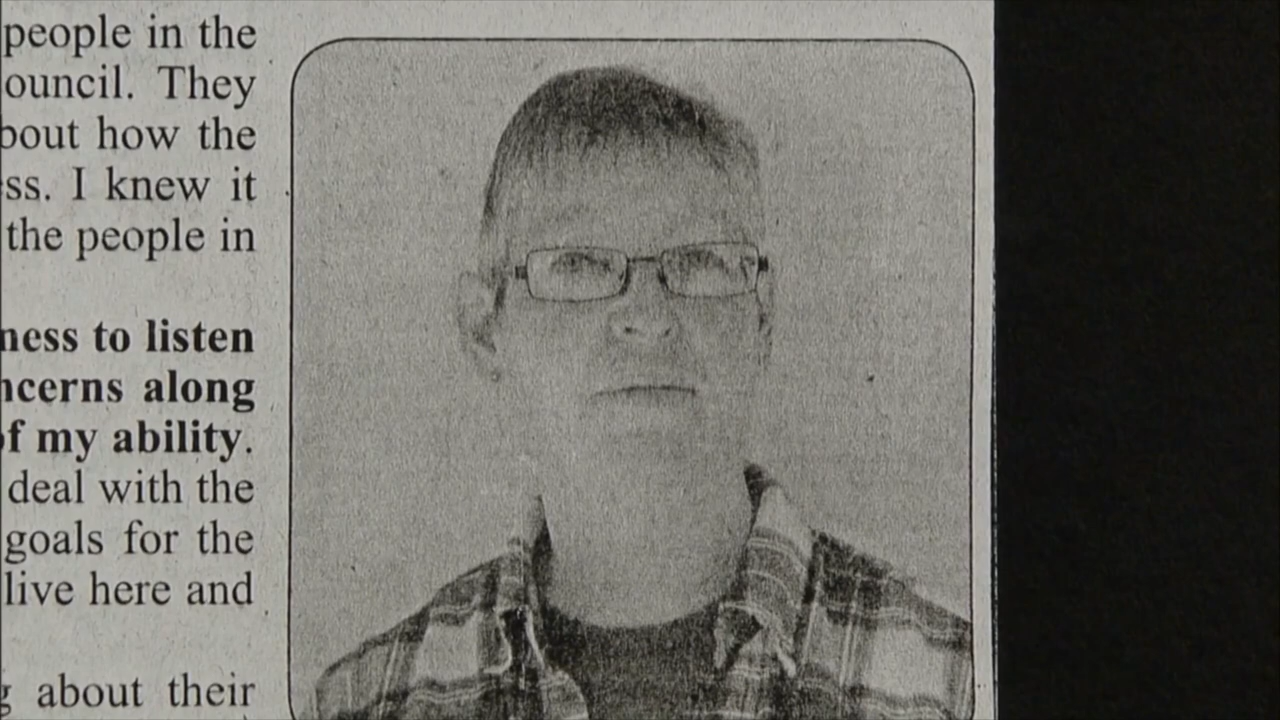 people in the
ouncil. They
bout how the
ss. I knew it
the people in
ness to listen
ncerns along
of my ability.
deal with the
goals for the
live here and
g about their